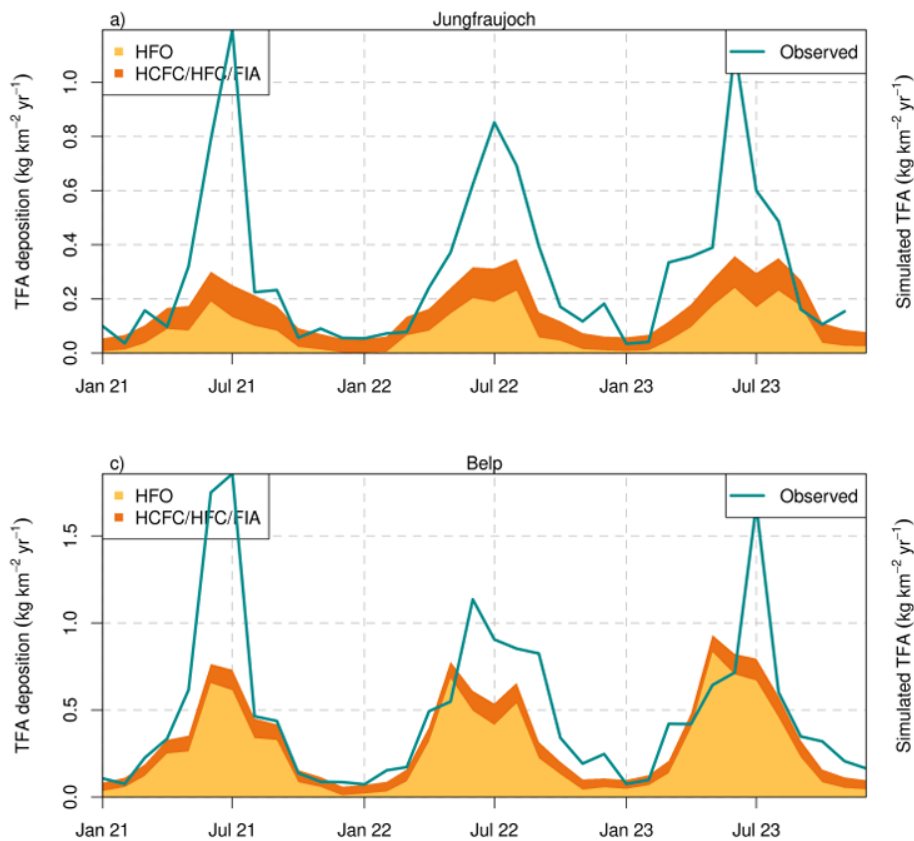 a)
Jungfraujoch
HFO
HCFC/HFC/FIA
Observed
TFA deposition (kg km−2 yr−1)
0.0
0.2
0.4
0.6
0.8
1.0
Simulated TFA (kg km−2 yr−1)
Jan 21
Jul 21
Jan 22
Jul 22
Jan 23
Jul 23
c)
Belp
HFO
HCFC/HFC/FIA
Observed
TFA deposition (kg km−2 yr−1)
0.0
0.5
1.0
1.5
Simulated TFA (kg km−2 yr−1)
Jan 21
Jul 21
Jan 22
Jul 22
Jan 23
Jul 23